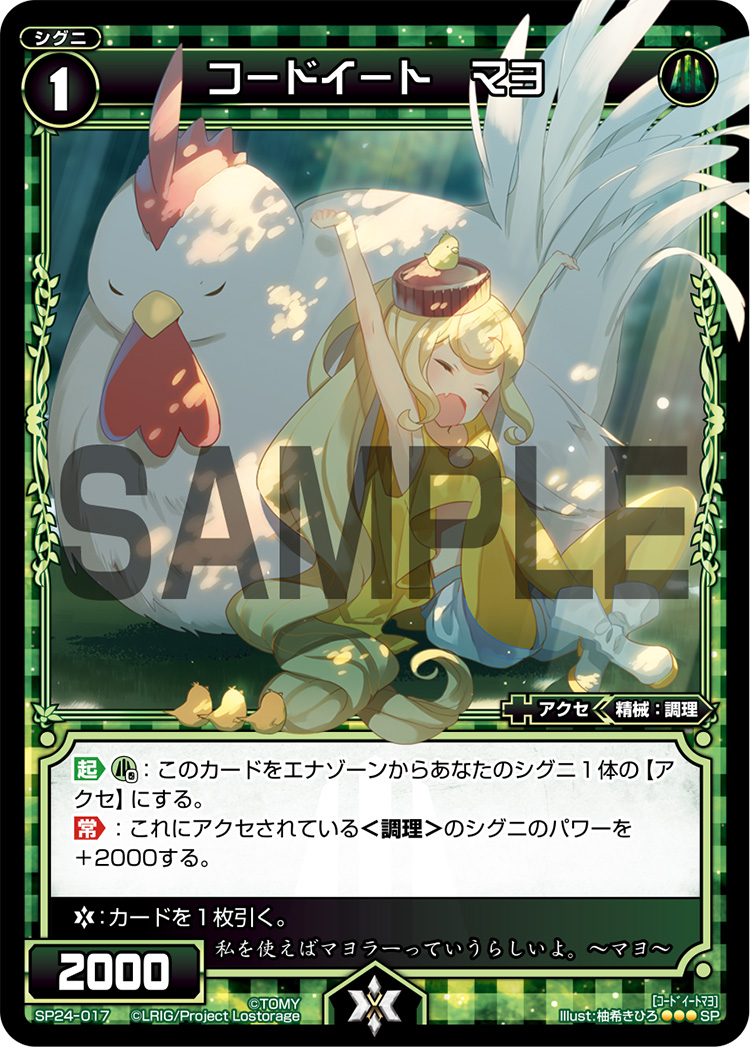 シグニ
1
コードイート マヨ
SAMPLE
アクセ 精械：調理
起 ：このカードをエナゾーンからあなたのシグニ１体の【ア
クセ】にする。
常 ：これにアクセされている＜調理＞のシグニのパワーを
＋2000する。
：カードを１枚引く。
私を使えばマヨラーっていうらしいよ。～マヨ～
2000
©TOMY
[ｺｰﾄﾞｲｰﾄﾏﾖ]
SP24-017 ©LRIG/Project Lostorage
Illust:柚希きひろ SP